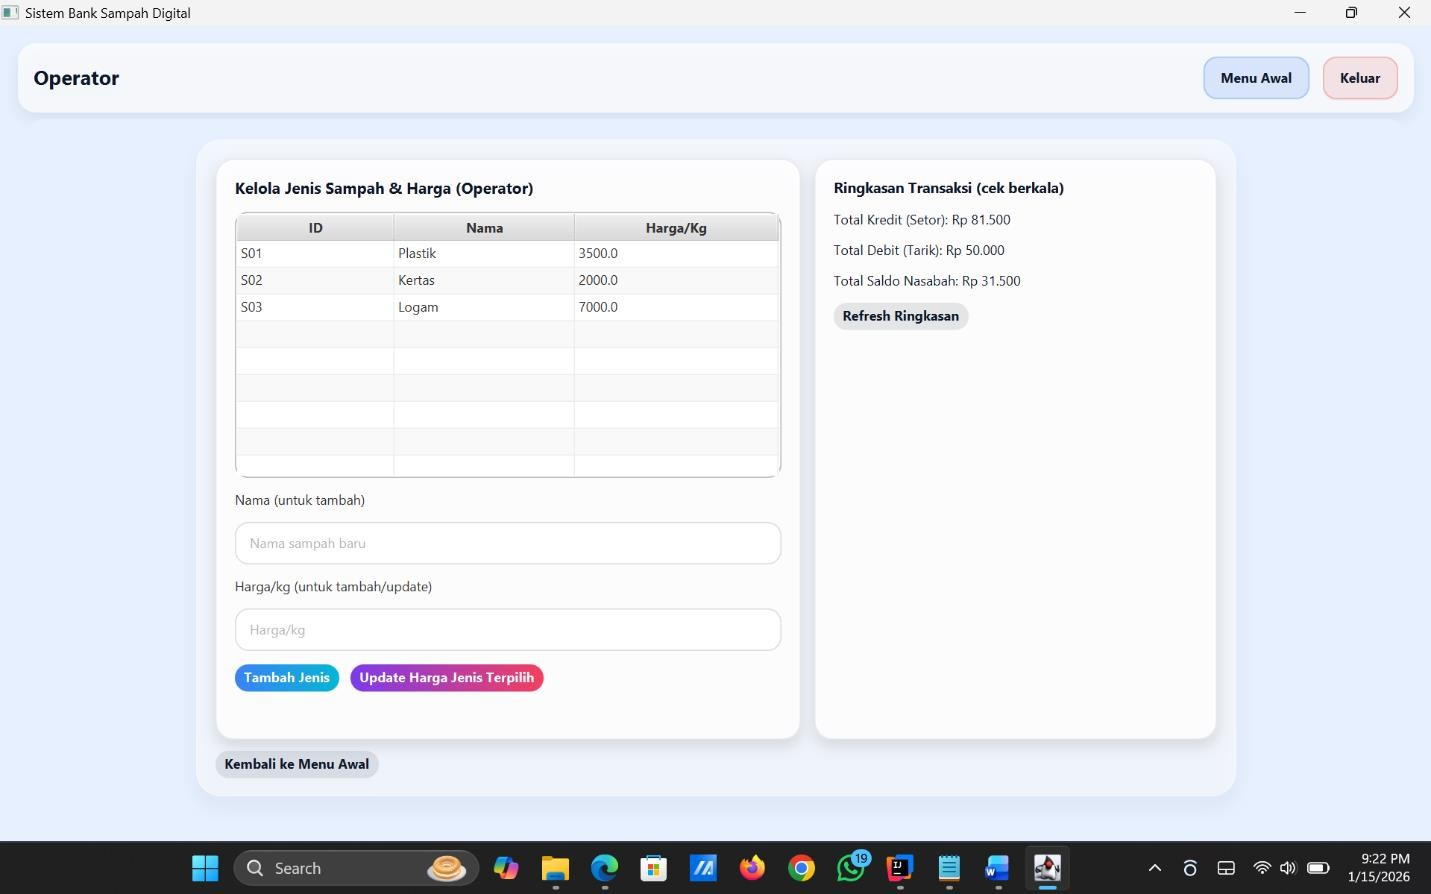 Sistem Bank Sampah Digital
Operator
Menu Awal
Keluar
Kelola Jenis Sampah & Harga (Operator)
ID Nama Harga/Kg
S01 Plastik 3500.0
S02 Kertas 2000.0
S03 Logam 7000.0
Nama (untuk tambah)
Nama sampah baru
Harga/kg (untuk tambah/update)
Harga/kg
Tambah Jenis
Update Harga Jenis Terpilih
Ringkasan Transaksi (cek berkala)
Total Kredit (Setor): Rp 81.500
Total Debit (Tarik): Rp 50.000
Total Saldo Nasabah: Rp 31.500
Refresh Ringkasan
Kembali ke Menu Awal
Search
19
9:22 PM
1/15/2026